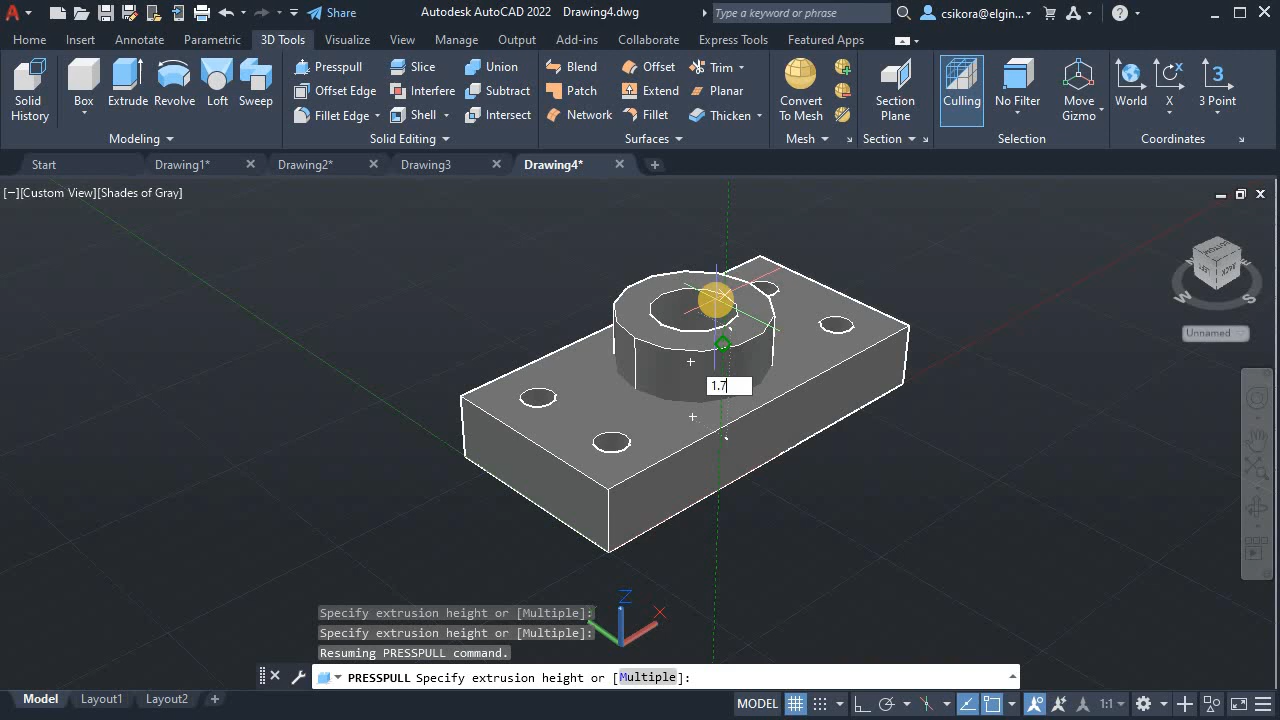 Share
Autodesk AutoCAD 2022 Drawing4.dwg
Type a keyword or phrase
csikora@elgin...
Home Insert Annotate Parametric 3D Tools Visualize View Manage Output Add-ins Collaborate Express Tools Featured Apps
Solid History
Box
Extrude
Revolve
Loft
Sweep
Presspull
Offset Edge
Fillet Edge
Slice
Interfere
Shell
Union
Subtract
Intersect
Blend
Patch
Network
Offset
Extend
Fillet
Trim
Planar
Thicken
Convert To Mesh
Section Plane
Culling
No Filter
Move Gizmo
World
X
3 Point
Modeling Solid Editing Surfaces Mesh Section Selection Coordinates
Start Drawing1* Drawing2* Drawing3 Drawing4*
[−][Custom View][Shades of Gray]
W
S
Unnamed
1.7
Z
X
Specify extrusion height or [Multiple]:
Specify extrusion height or [Multiple]:
Resuming PRESSPULL command.
PRESSPULL Specify extrusion height or [Multiple]:
Model Layout1 Layout2
MODEL
1:1